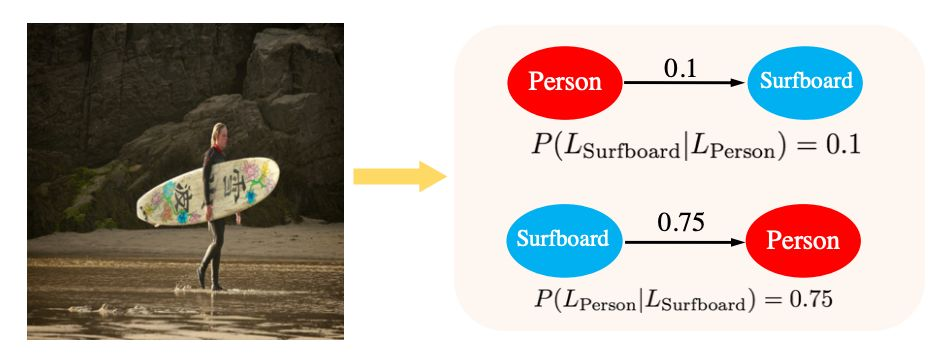 Person 0.1 Surfboard
P(L_Surfboard|L_Person) = 0.1
Surfboard 0.75 Person
P(L_Person|L_Surfboard) = 0.75